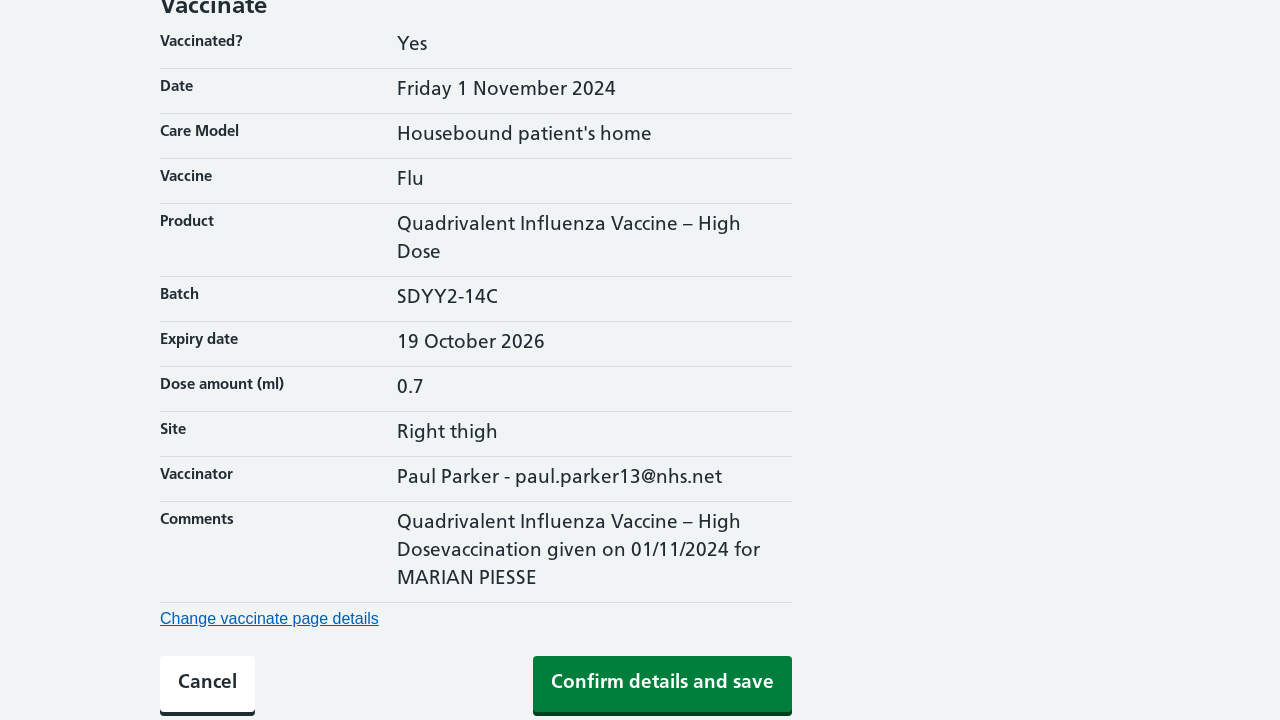 Vaccinate
Vaccinated? Yes
Date Friday 1 November 2024
Care Model Housebound patient's home
Vaccine Flu
Product Quadrivalent Influenza Vaccine – High
Dose
Batch SDYY2-14C
Expiry date 19 October 2026
Dose amount (ml) 0.7
Site Right thigh
Vaccinator Paul Parker - paul.parker13@nhs.net
Comments Quadrivalent Influenza Vaccine – High
Dosevaccination given on 01/11/2024 for
MARIAN PIESSE
Change vaccinate page details
Cancel Confirm details and save